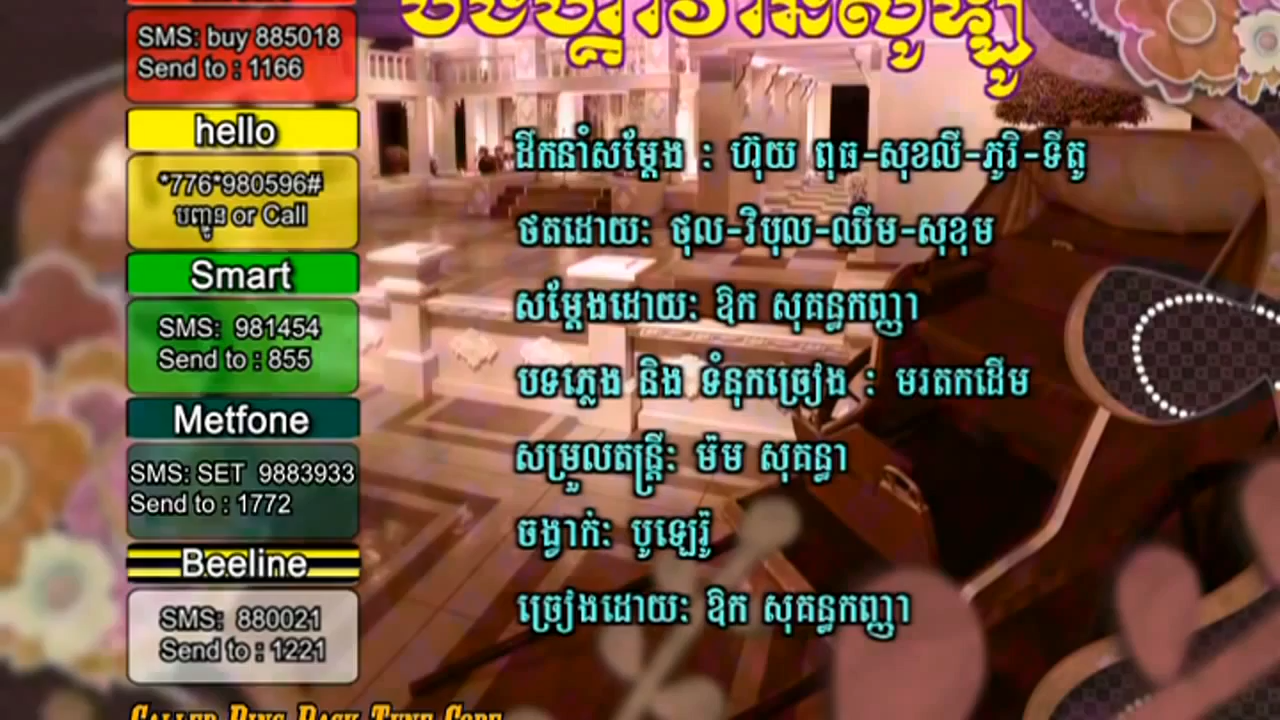 SMS: buy 885018
Send to : 1166
hello
*776*980596#
បញ្ជូន or Call
Smart
SMS: 981454
Send to : 855
Metfone
SMS: SET 9883933
Send to : 1772
Beeline
SMS: 880021
Send to : 1221
ដឹកនាំសម្ដែង : ហ៊ុយ ពុធ-សុខលី-ភូរិ-ទីតូ
ថតដោយ: ថុល-វិបុល-ឈឹម-សុខុម
សម្ដែងដោយ: ឱក សុគន្ធកញ្ញា
បទភ្លេង និង ទំនុកច្រៀង : មរតកដើម
សម្រួលតន្ត្រី: ម៉ម សុគន្ធា
ចង្វាក់: បូឡេរ៉ូ
ច្រៀងដោយ: ឱក សុគន្ធកញ្ញា